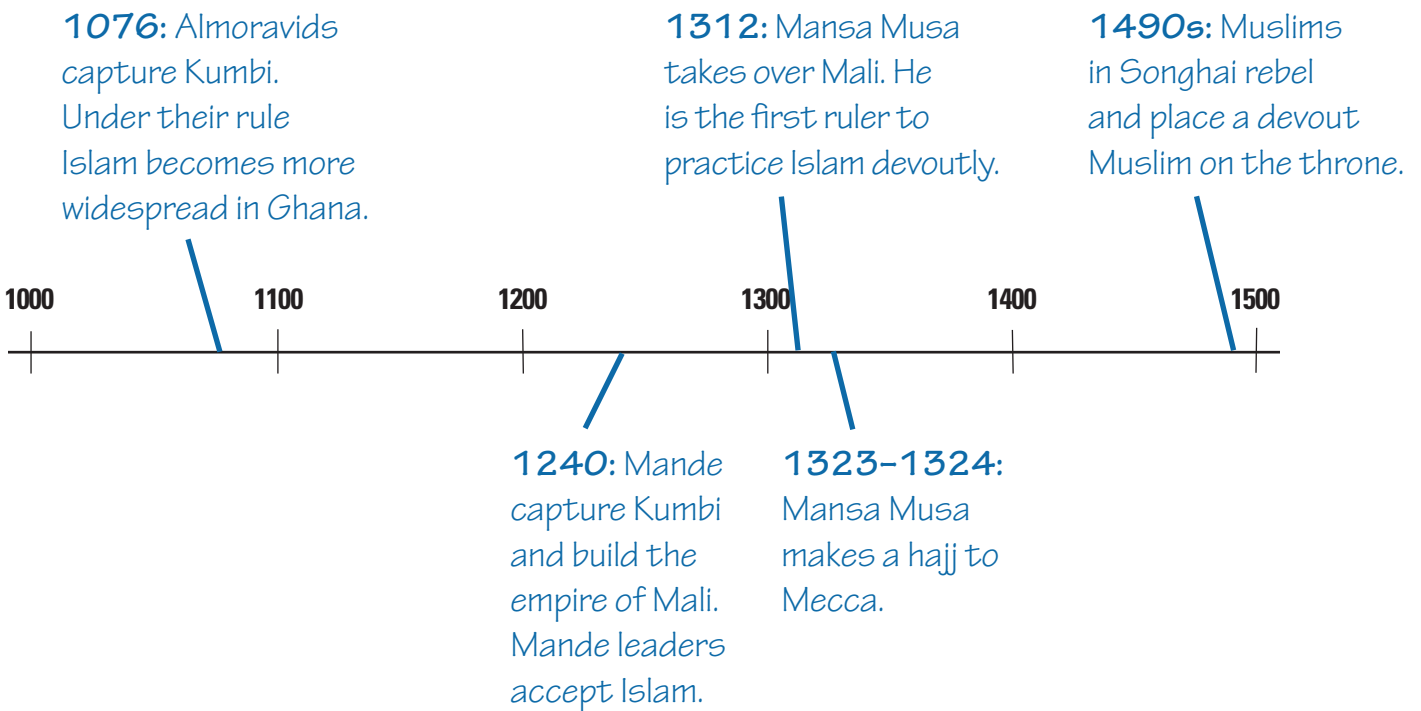 1076: Almoravids
capture Kumbi.
Under their rule
Islam becomes more
widespread in Ghana.
1312: Mansa Musa
takes over Mali. He
is the first ruler to
practice Islam devoutly.
1490s: Muslims
in Songhai rebel
and place a devout
Muslim on the throne.
1000 1100 1200 1300 1400 1500
1240: Mande
capture Kumbi
and build the
empire of Mali.
Mande leaders
accept Islam.
1323–1324:
Mansa Musa
makes a hajj to
Mecca.